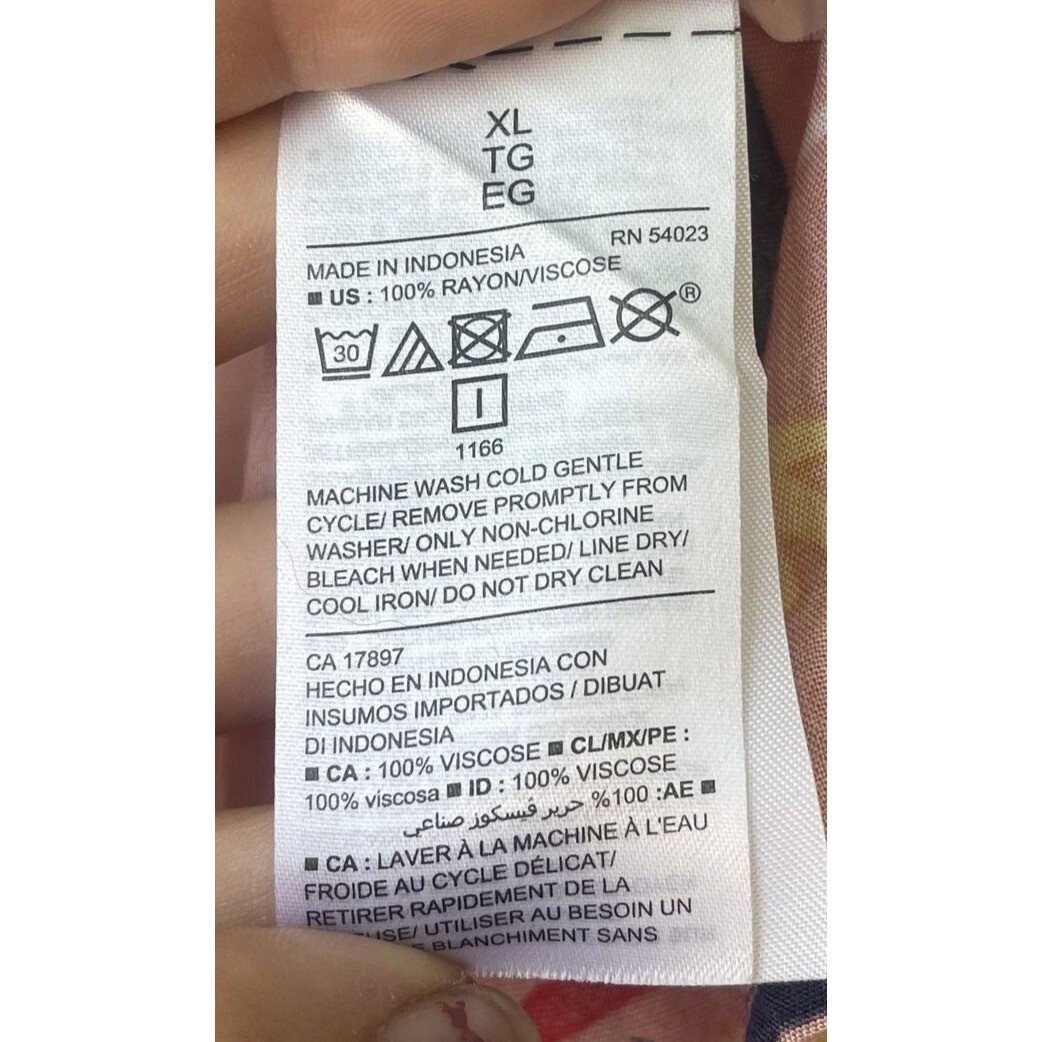 XL
TG
EG
RN 54023
MADE IN INDONESIA
US : 100% RAYON/VISCOSE
30
®
1166
MACHINE WASH COLD GENTLE
CYCLE/ REMOVE PROMPTLY FROM
WASHER/ ONLY NON-CHLORINE
BLEACH WHEN NEEDED/ LINE DRY/
COOL IRON/ DO NOT DRY CLEAN
CA 17897
HECHO EN INDONESIA CON
INSUMOS IMPORTADOS / DIBUAT
DI INDONESIA
CA : 100% VISCOSE ■ CL/MX/PE :
100% viscosa ■ ID : 100% VISCOSE
AE: 100% حرير ڤيسكوز صناعي
CA : LAVER À LA MACHINE À L'EAU
FROIDE AU CYCLE DÉLICAT/
RETIRER RAPIDEMENT DE LA
USE/ UTILISER AU BESOIN UN
BLANCHIMENT SANS